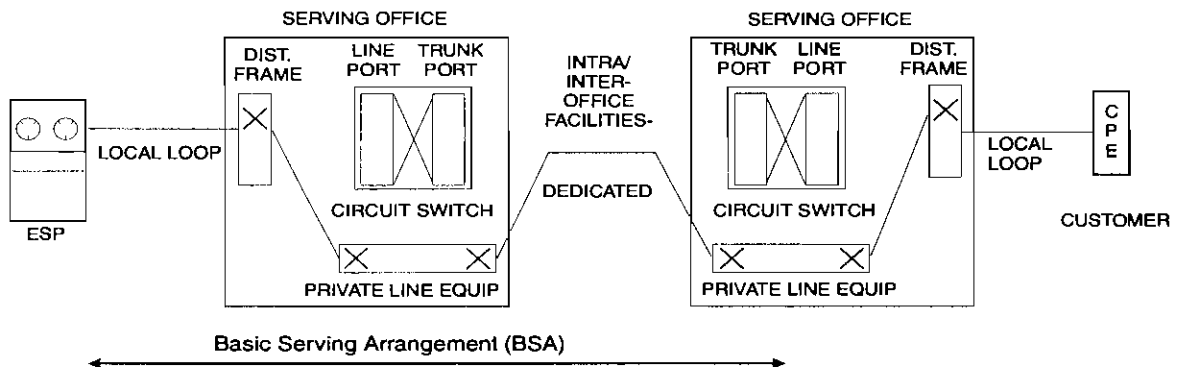 SERVING OFFICE
SERVING OFFICE
DIST.
FRAME
LINE
PORT
TRUNK
PORT
INTRA/
INTER-
OFFICE
FACILITIES-
TRUNK
PORT
LINE
PORT
DIST.
FRAME
C
P
E
LOCAL LOOP
LOCAL
LOOP
DEDICATED
CIRCUIT SWITCH
CIRCUIT SWITCH
ESP
CUSTOMER
PRIVATE LINE EQUIP
PRIVATE LINE EQUIP
Basic Serving Arrangement (BSA)